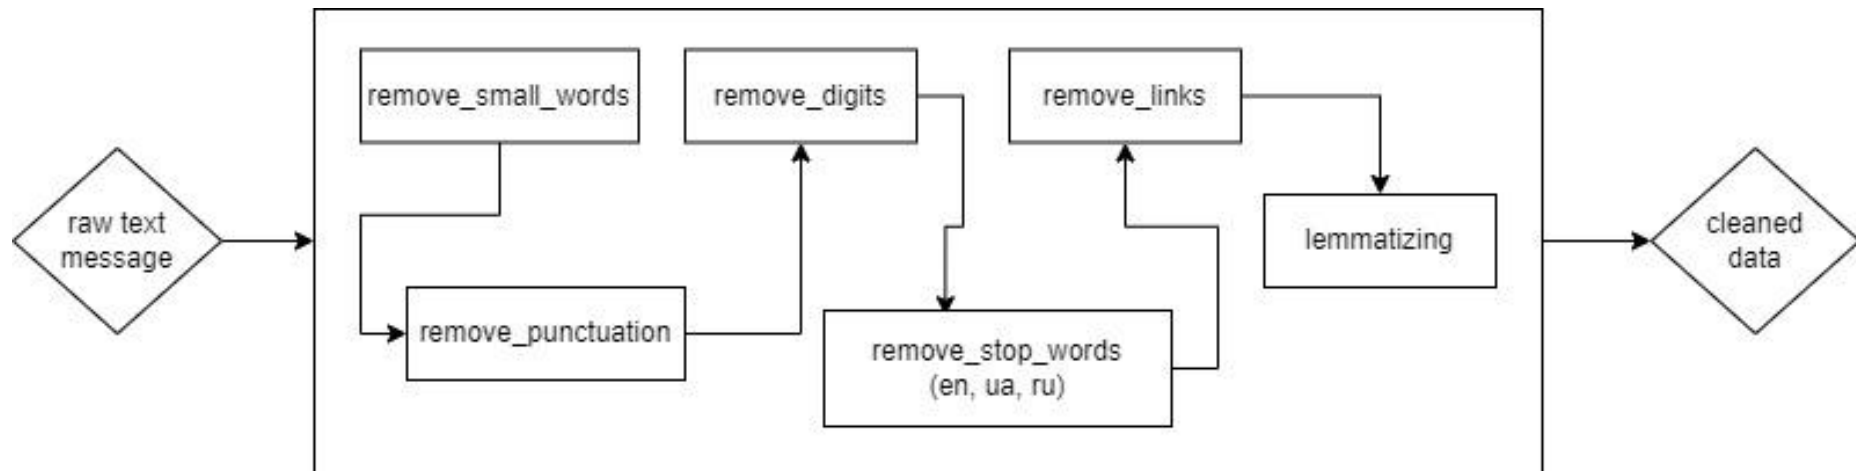 raw text
message
remove_small_words
remove_punctuation
remove_digits
remove_stop_words
(en, ua, ru)
remove_links
lemmatizing
cleaned
data